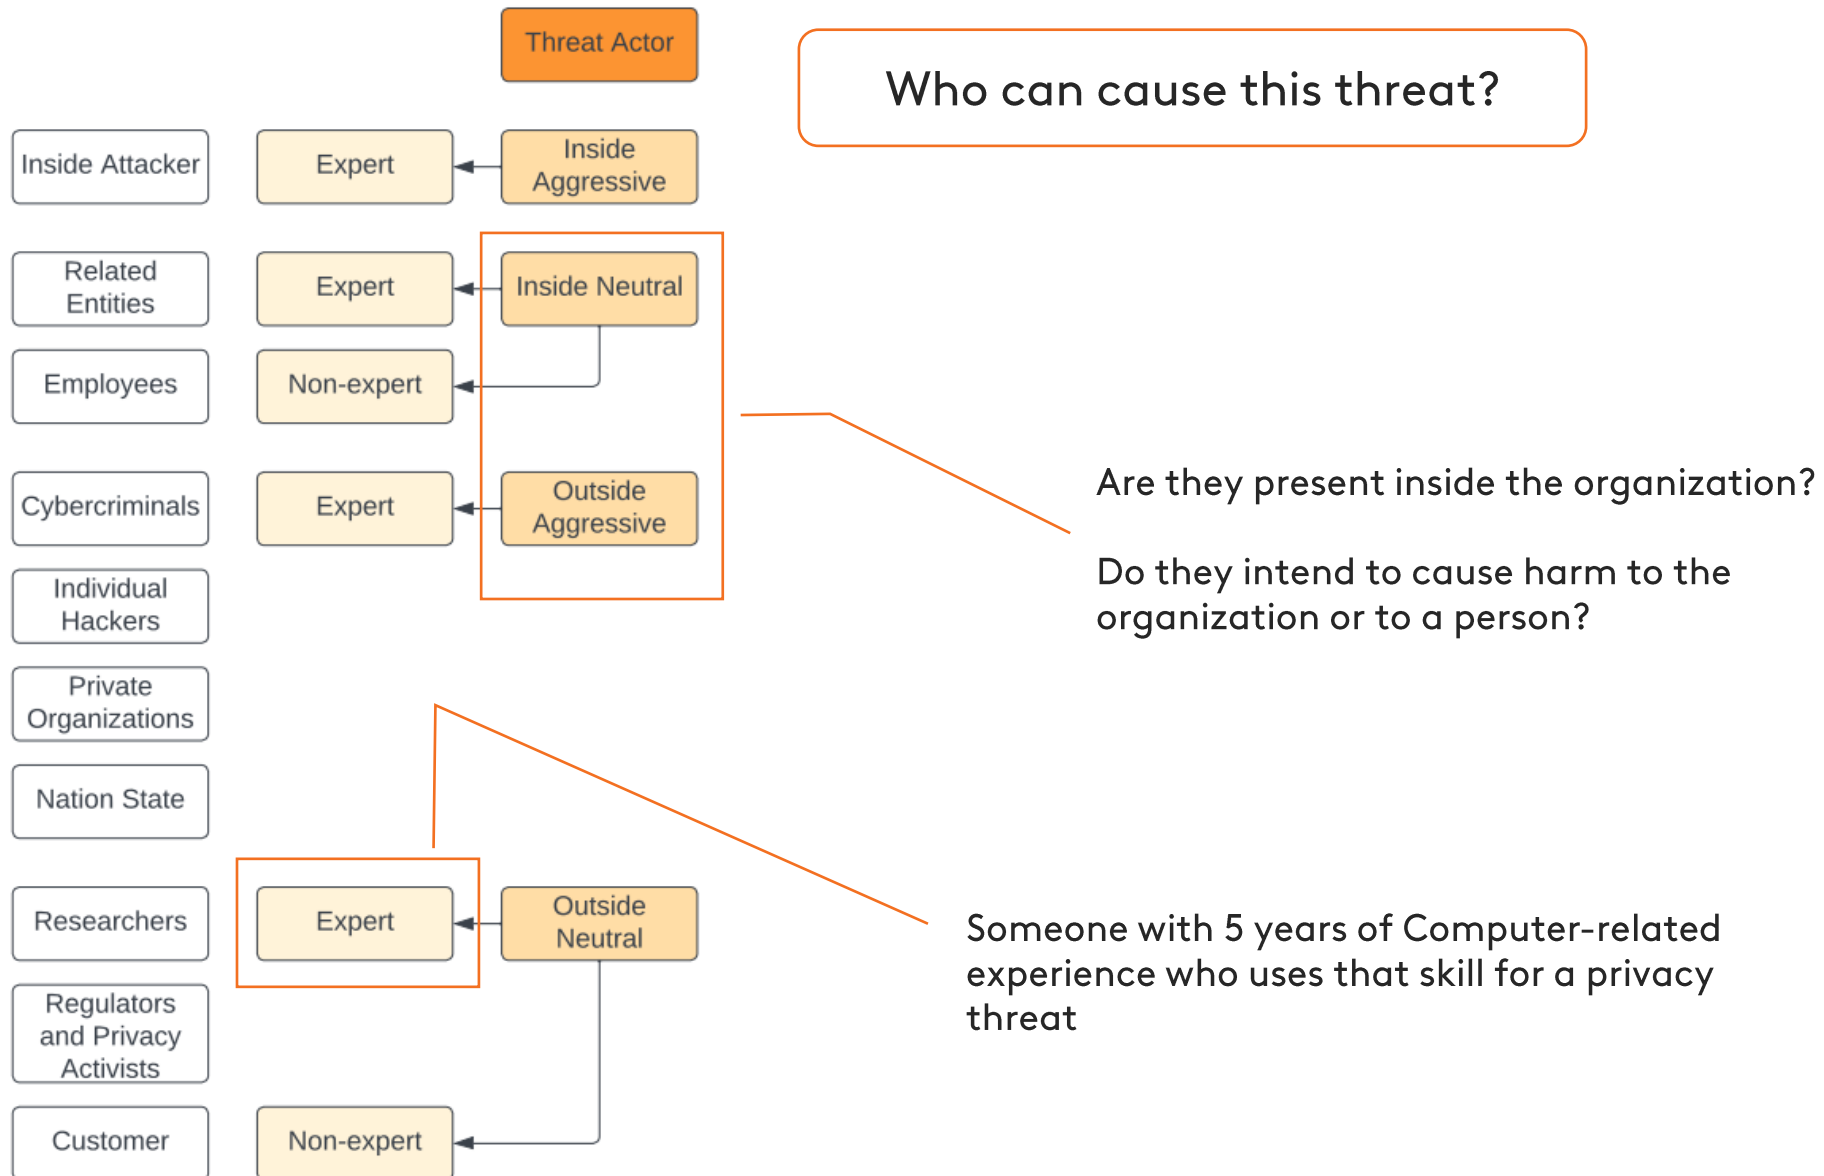 Threat Actor
Who can cause this threat?
Inside Attacker
Expert
Inside
Aggressive
Related
Entities
Expert
Inside Neutral
Employees
Non-expert
Cybercriminals
Expert
Outside
Aggressive
Are they present inside the organization?
Do they intend to cause harm to the
organization or to a person?
Individual
Hackers
Private
Organizations
Nation State
Researchers
Expert
Outside
Neutral
Someone with 5 years of Computer-related
experience who uses that skill for a privacy
threat
Regulators
and Privacy
Activists
Customer
Non-expert